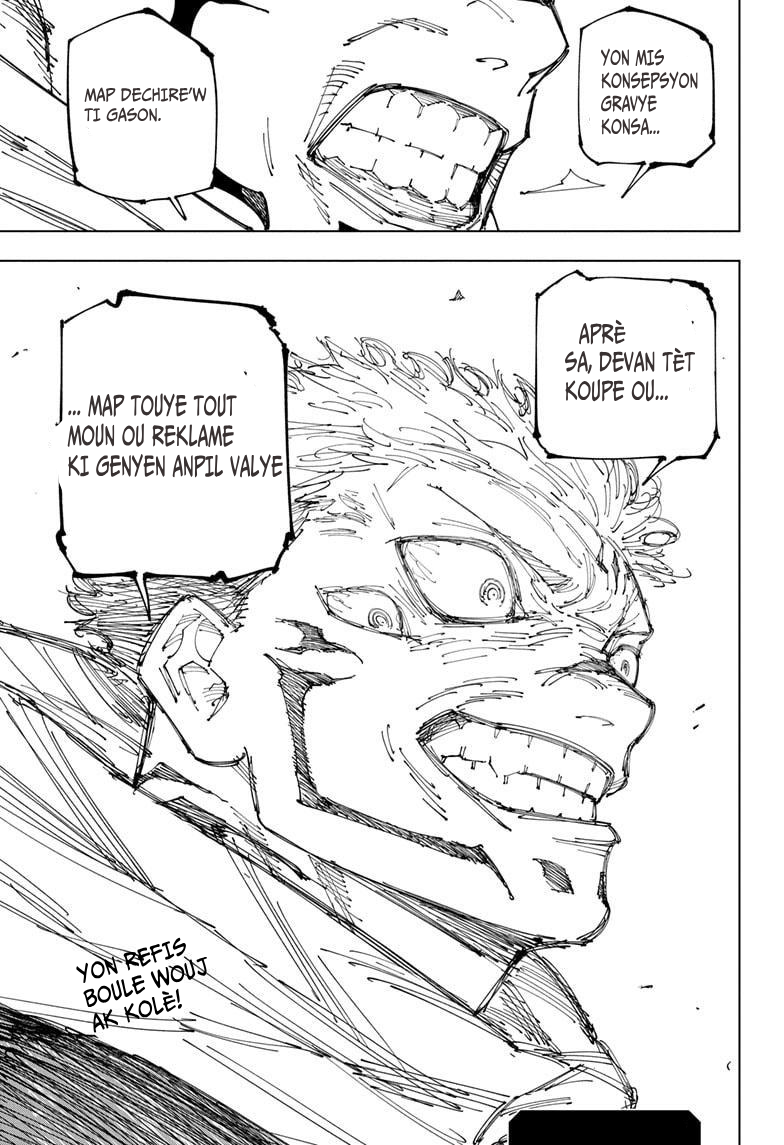 YON MIS
KONSEPSYON
GRAVYE
KONSA...
MAP DECHIRE'W
TI GASON.
APRÈ
SA, DEVAN TÈT
KOUPE OU...
... MAP TOUYE TOUT
MOUN OU REKLAME
KI GENYEN ANPIL VALYE
YON REFIS
BOULE WOUJ
AK KOLÈ!